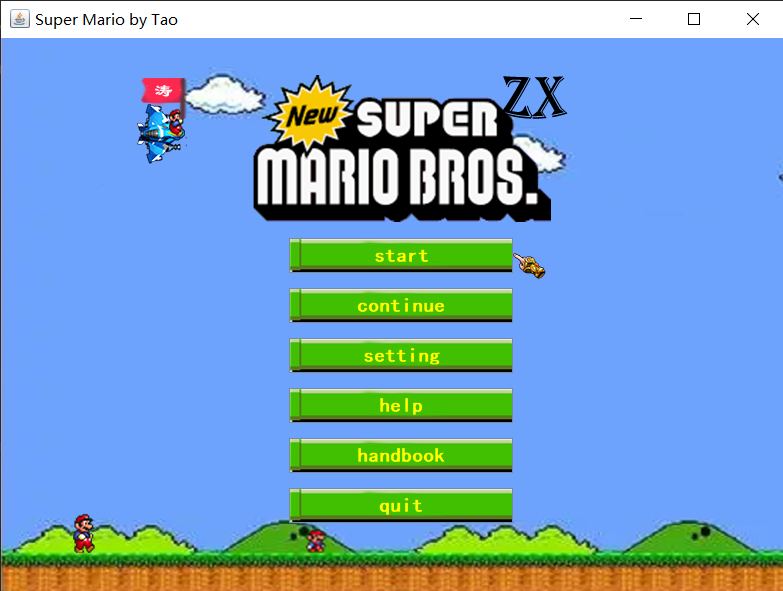 Super Mario by Tao
涛
New SUPER ZX
MARIO BROS.
start
continue
setting
help
handbook
quit